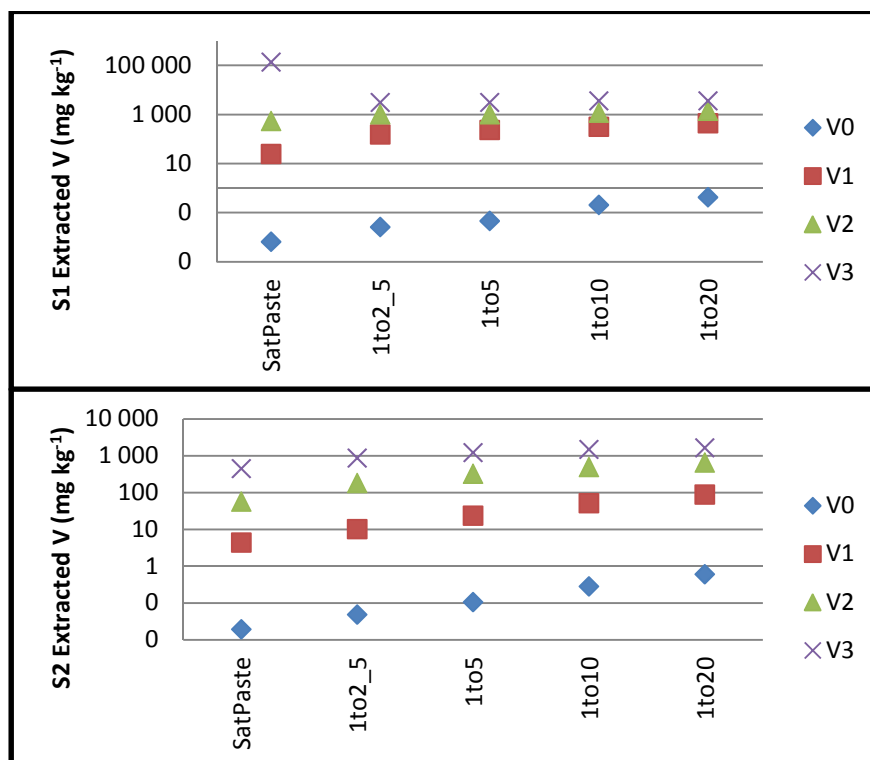 S1 Extracted V (mg kg-1)
100 000
1 000
10
0
0
SatPaste
1to2_5
1to5
1to10
1to20
V0
V1
V2
V3
S2 Extracted V (mg kg-1)
10 000
1 000
100
10
1
0
0
SatPaste
1to2_5
1to5
1to10
1to20
V0
V1
V2
V3